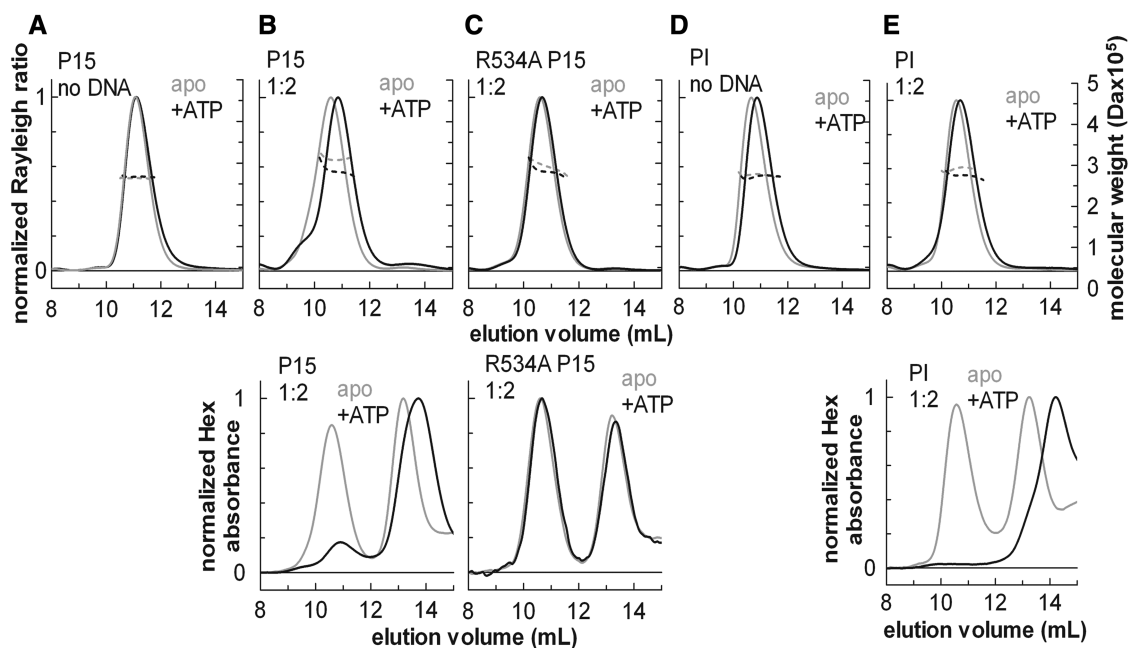 A
B
C
D
E
P15
no DNA
apo
+ATP
P15
1:2
apo
+ATP
R534A P15
1:2
apo
+ATP
PI
no DNA
apo
+ATP
PI
1:2
apo
+ATP
normalized Rayleigh ratio
1
0
8 10 12 14
8 10 12 14
8 10 12 14
8 10 12 14
8 10 12 14
5
4
3
2
1
0
molecular weight (Dax10⁵)
elution volume (mL)
P15
1:2
apo
+ATP
R534A P15
1:2
apo
+ATP
PI
1:2
apo
+ATP
normalized Hex
absorbance
1
0
8 10 12 14
8 10 12 14
elution volume (mL)
normalized Hex
absorbance
1
0
8 10 12 14
elution volume (mL)